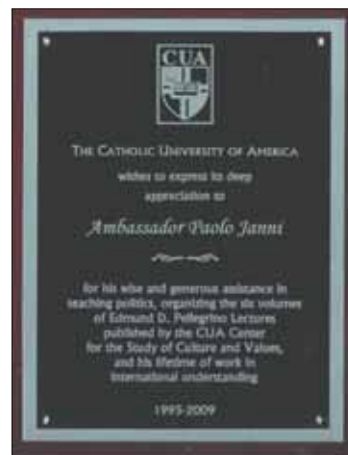 CUA
THE CATHOLIC UNIVERSITY OF AMERICA
wishes to express its deep
appreciation to
Ambassador Paolo Janni
for his wise and generous assistance in
teaching politics, organizing the six volumes
of Edmund D. Pellegrino Lectures
published by the CUA Center
for the Study of Culture and Values,
and his lifetime of work in
international understanding
1995-2009